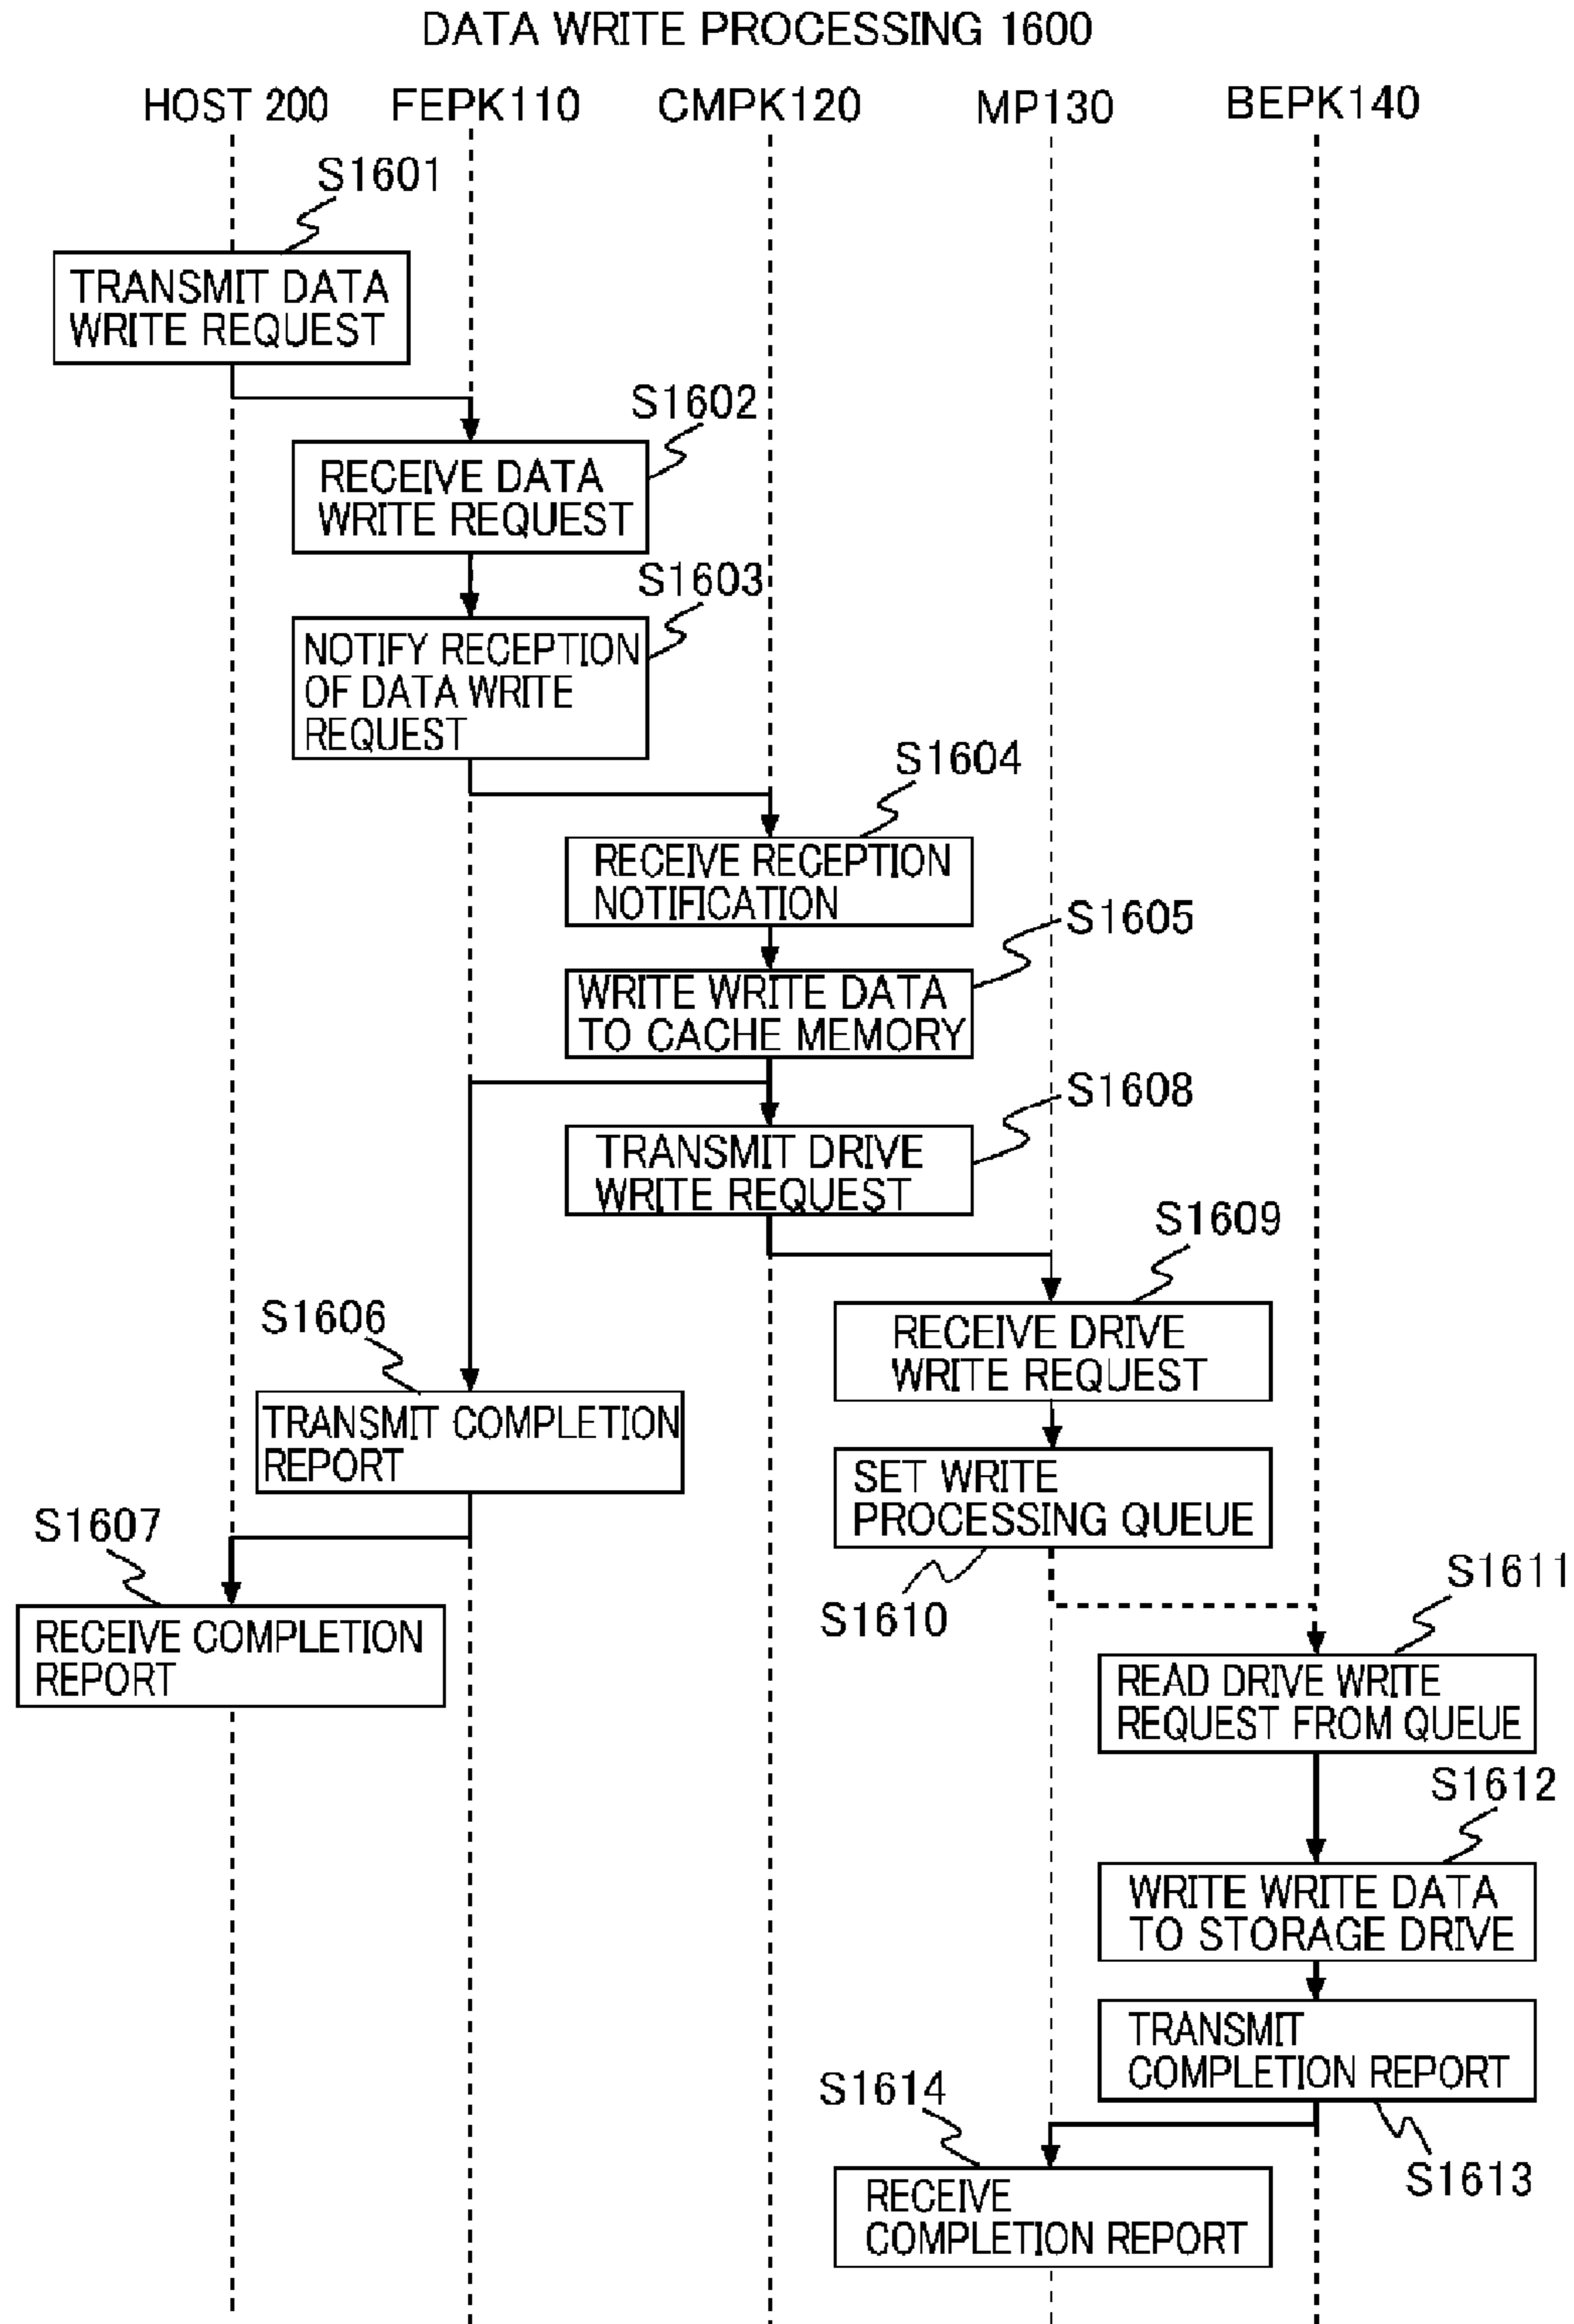 DATA WRITE PROCESSING 1600
HOST 200
FEPK110
CMPK120
MP130
BEPK140
S1601
TRANSMIT DATA
WRITE REQUEST
S1602
RECEIVE DATA
WRITE REQUEST
S1603
NOTIFY RECEPTION
OF DATA WRITE
REQUEST
S1604
RECEIVE RECEPTION
NOTIFICATION
S1605
WRITE WRITE DATA
TO CACHE MEMORY
S1608
TRANSMIT DRIVE
WRITE REQUEST
S1609
RECEIVE DRIVE
WRITE REQUEST
S1606
TRANSMIT COMPLETION
REPORT
SET WRITE
PROCESSING QUEUE
S1607
S1610
RECEIVE COMPLETION
REPORT
S1611
READ DRIVE WRITE
REQUEST FROM QUEUE
S1612
WRITE WRITE DATA
TO STORAGE DRIVE
TRANSMIT
COMPLETION REPORT
S1614
S1613
RECEIVE
COMPLETION REPORT